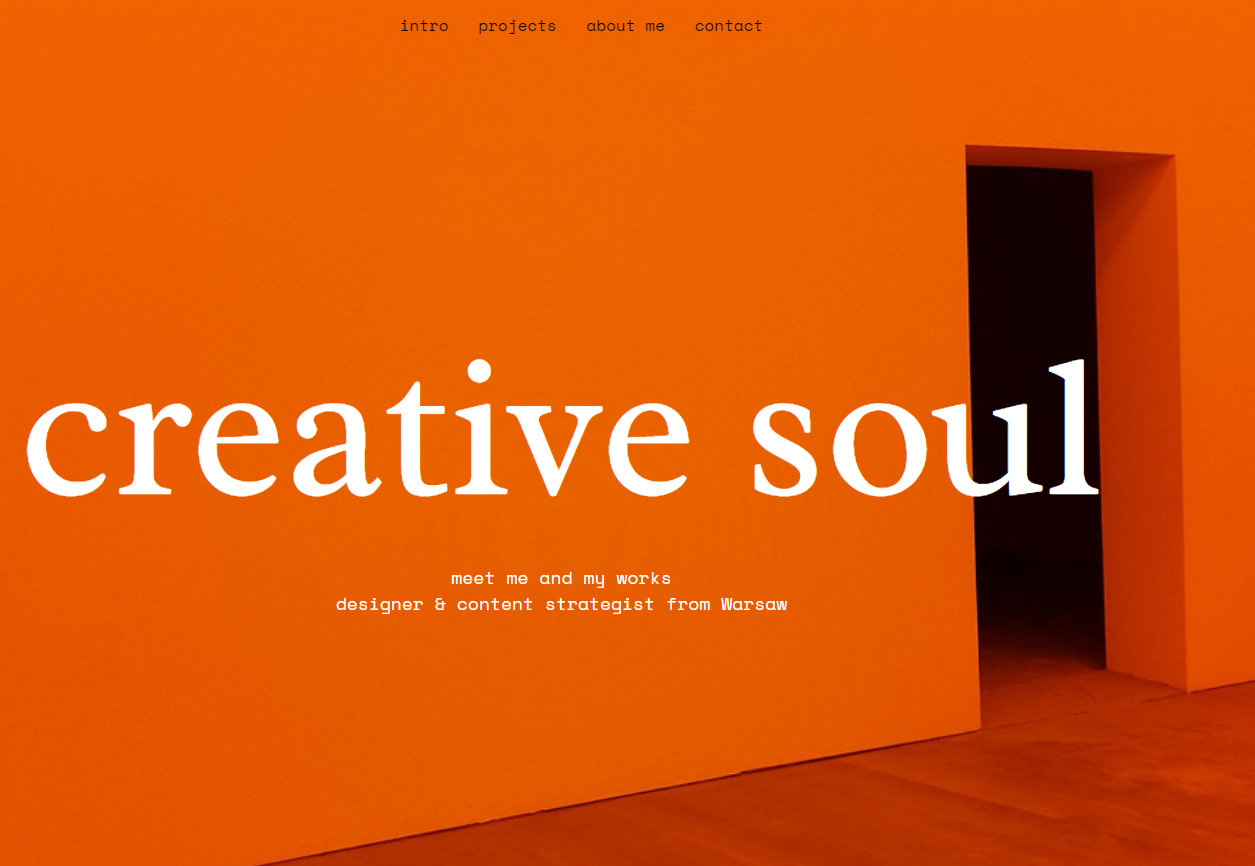 intro projects about me contact
creative soul
meet me and my works
designer & content strategist from Warsaw